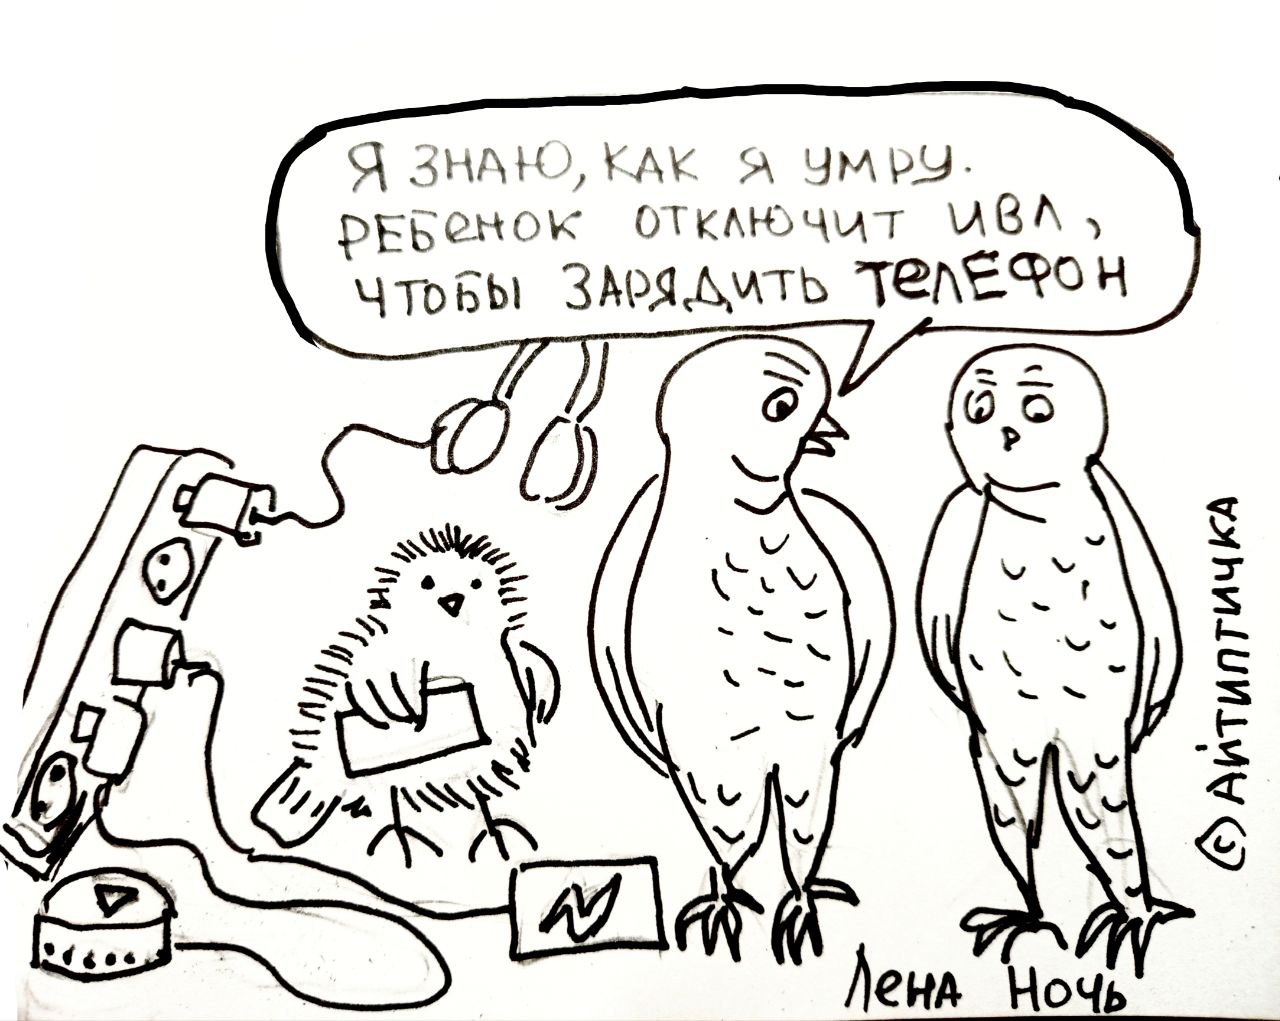 Я ЗНАЮ, КАК Я УМРУ.
РЕБЕНОК ОТКЛЮЧИТ ИВЛ,
ЧТОБЫ ЗАРЯДИТЬ ТЕЛЕФОН
© АЙТИПТИЧКА
Лена Ночь